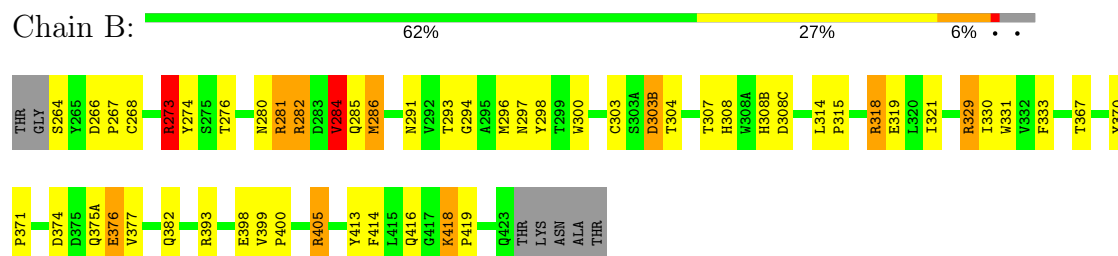 Chain B:
62% 27% 6% • •
THR GLY S264 Y265 D266 P267 C268 R273 Y274 S275 T276 N280 R281 R282 D283 V284 Q285 M286 N291 V292 T293 G294 A295 M296 N297 Y298 T299 W300 C303 S303A D303B T304 T307 H308 W308A H308B D308C L314 P315 R318 E319 L320 I321 R329 I330 W331 V332 F333 T367
P371 D374 D375 Q375A E376 V377 Q382 R393 E398 V399 P400 R405 Y413 F414 L415 Q416 G417 K418 P419 Q423 THR LYS ASN ALA THR